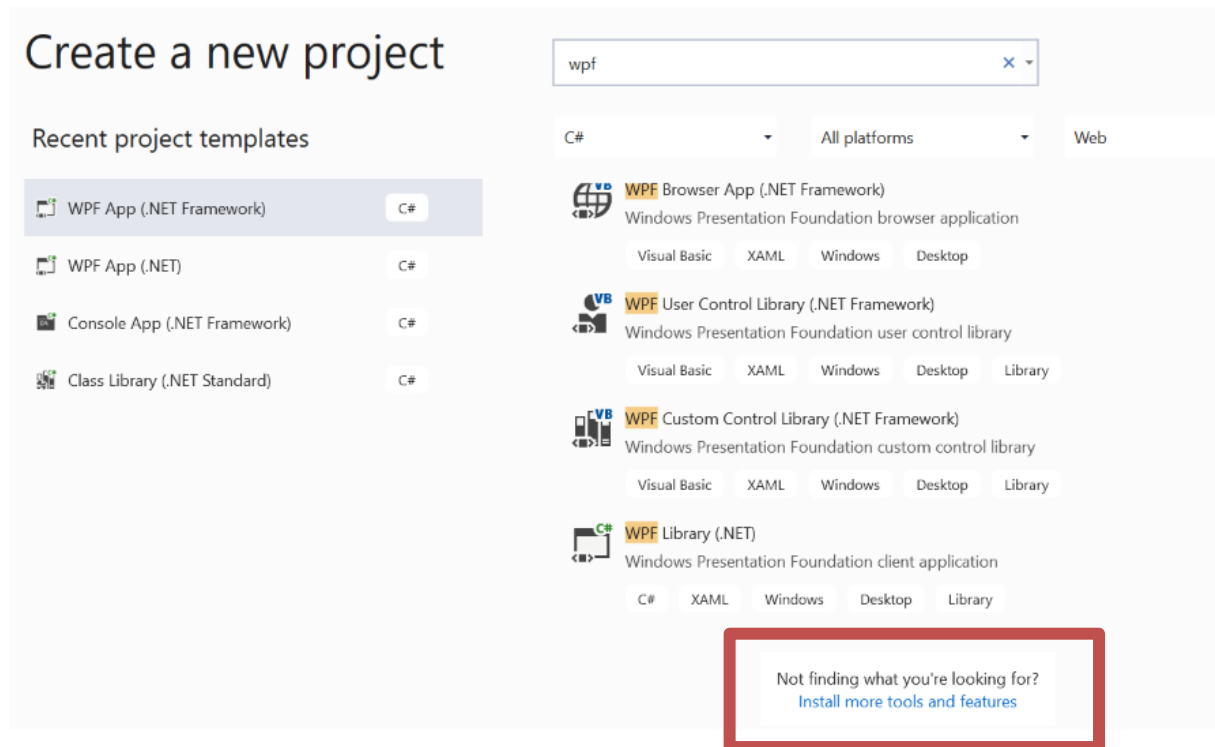 Create a new project
wpf
Recent project templates
C#
All platforms
Web
WPF App (.NET Framework)
C#
WPF App (.NET)
C#
Console App (.NET Framework)
C#
Class Library (.NET Standard)
C#
VB
WPF Browser App (.NET Framework)
Windows Presentation Foundation browser application
Visual Basic XAML Windows Desktop
VB
WPF User Control Library (.NET Framework)
Windows Presentation Foundation user control library
Visual Basic XAML Windows Desktop Library
VB
WPF Custom Control Library (.NET Framework)
Windows Presentation Foundation custom control library
Visual Basic XAML Windows Desktop Library
C#
WPF Library (.NET)
Windows Presentation Foundation client application
C# XAML Windows Desktop Library
Not finding what you're looking for?
Install more tools and features